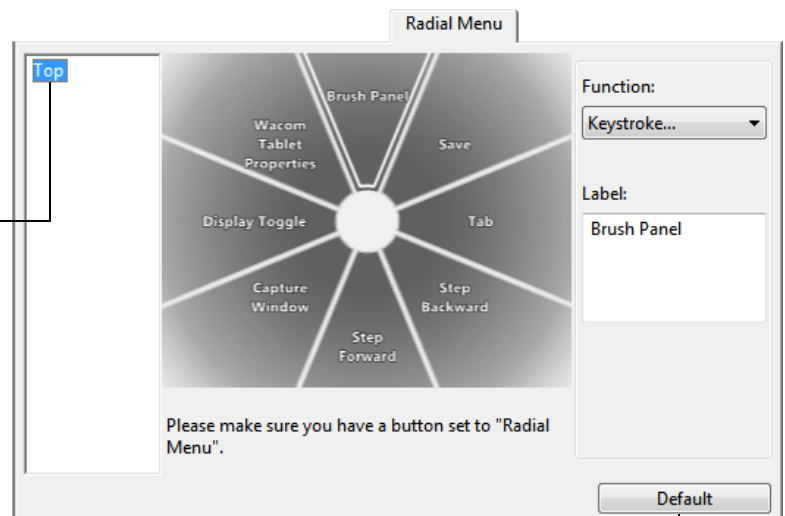 Radial Menu
Top
Brush Panel
Wacom
Tablet
Properties
Save
Display Toggle
Tab
Capture
Window
Step
Backward
Step
Forward
Please make sure you have a button set to "Radial
Menu".
Function:
Keystroke...
Label:
Brush Panel
Default